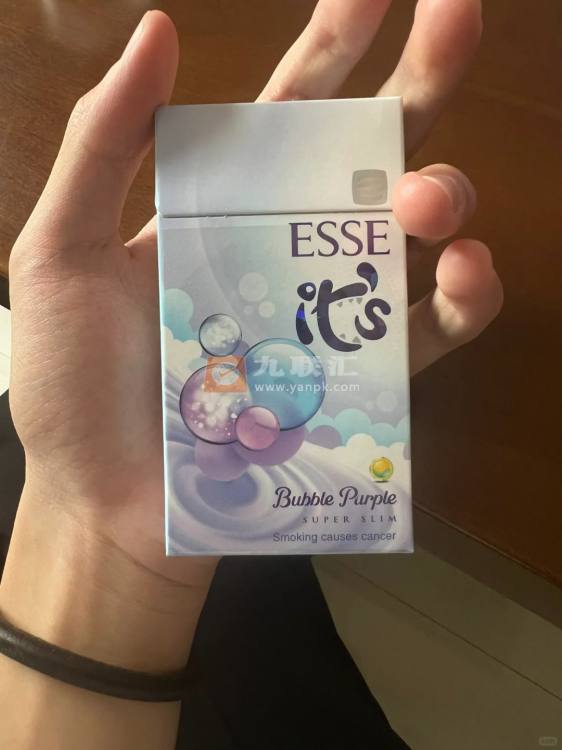 ESSE
it's
九联汇
www.yanpk.com
Bubble Purple
SUPER SLIM
Smoking causes cancer